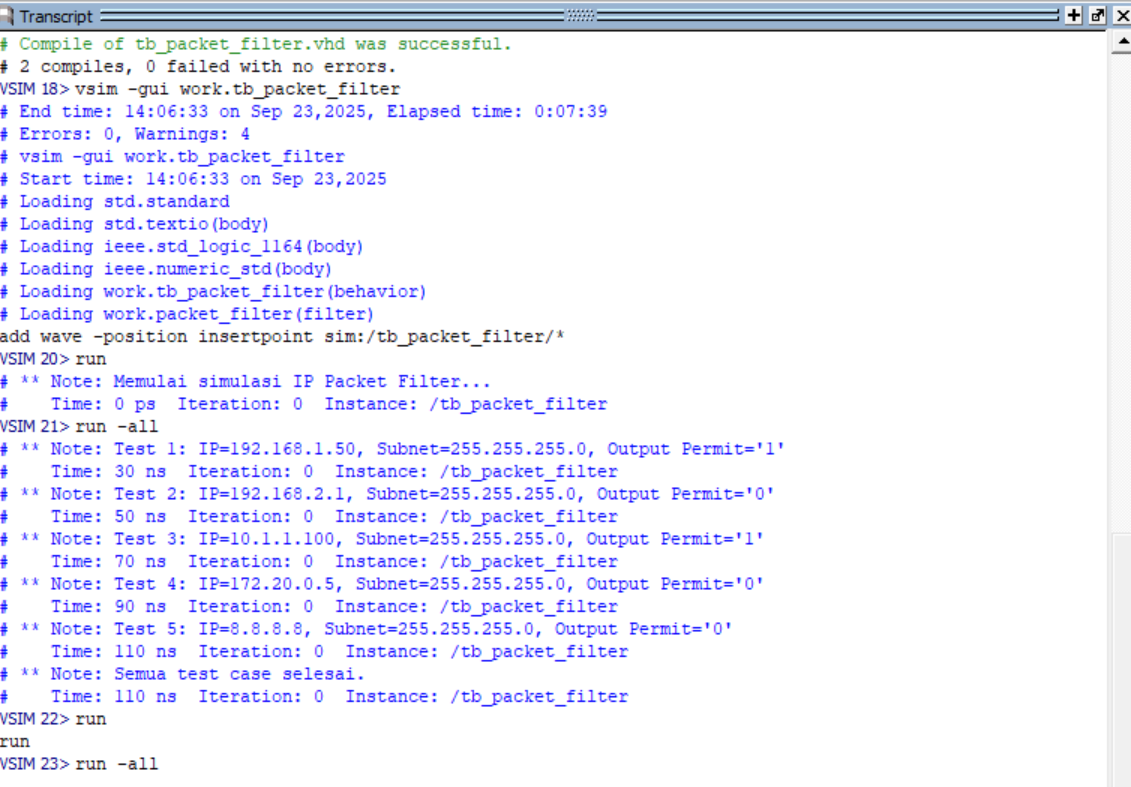 Transcript
# Compile of tb_packet_filter.vhd was successful.
# 2 compiles, 0 failed with no errors.
VSIM 18> vsim -gui work.tb_packet_filter
# End time: 14:06:33 on Sep 23,2025, Elapsed time: 0:07:39
# Errors: 0, Warnings: 4
# vsim -gui work.tb_packet_filter
# Start time: 14:06:33 on Sep 23,2025
# Loading std.standard
# Loading std.textio(body)
# Loading ieee.std_logic_1164(body)
# Loading ieee.numeric_std(body)
# Loading work.tb_packet_filter(behavior)
# Loading work.packet_filter(filter)
add wave -position insertpoint sim:/tb_packet_filter/*
VSIM 20> run
# ** Note: Memulai simulasi IP Packet Filter...
#    Time: 0 ps  Iteration: 0  Instance: /tb_packet_filter
VSIM 21> run -all
# ** Note: Test 1: IP=192.168.1.50, Subnet=255.255.255.0, Output Permit='1'
#    Time: 30 ns  Iteration: 0  Instance: /tb_packet_filter
# ** Note: Test 2: IP=192.168.2.1, Subnet=255.255.255.0, Output Permit='0'
#    Time: 50 ns  Iteration: 0  Instance: /tb_packet_filter
# ** Note: Test 3: IP=10.1.1.100, Subnet=255.255.255.0, Output Permit='1'
#    Time: 70 ns  Iteration: 0  Instance: /tb_packet_filter
# ** Note: Test 4: IP=172.20.0.5, Subnet=255.255.255.0, Output Permit='0'
#    Time: 90 ns  Iteration: 0  Instance: /tb_packet_filter
# ** Note: Test 5: IP=8.8.8.8, Subnet=255.255.255.0, Output Permit='0'
#    Time: 110 ns  Iteration: 0  Instance: /tb_packet_filter
# ** Note: Semua test case selesai.
#    Time: 110 ns  Iteration: 0  Instance: /tb_packet_filter
VSIM 22> run
run
VSIM 23> run -all